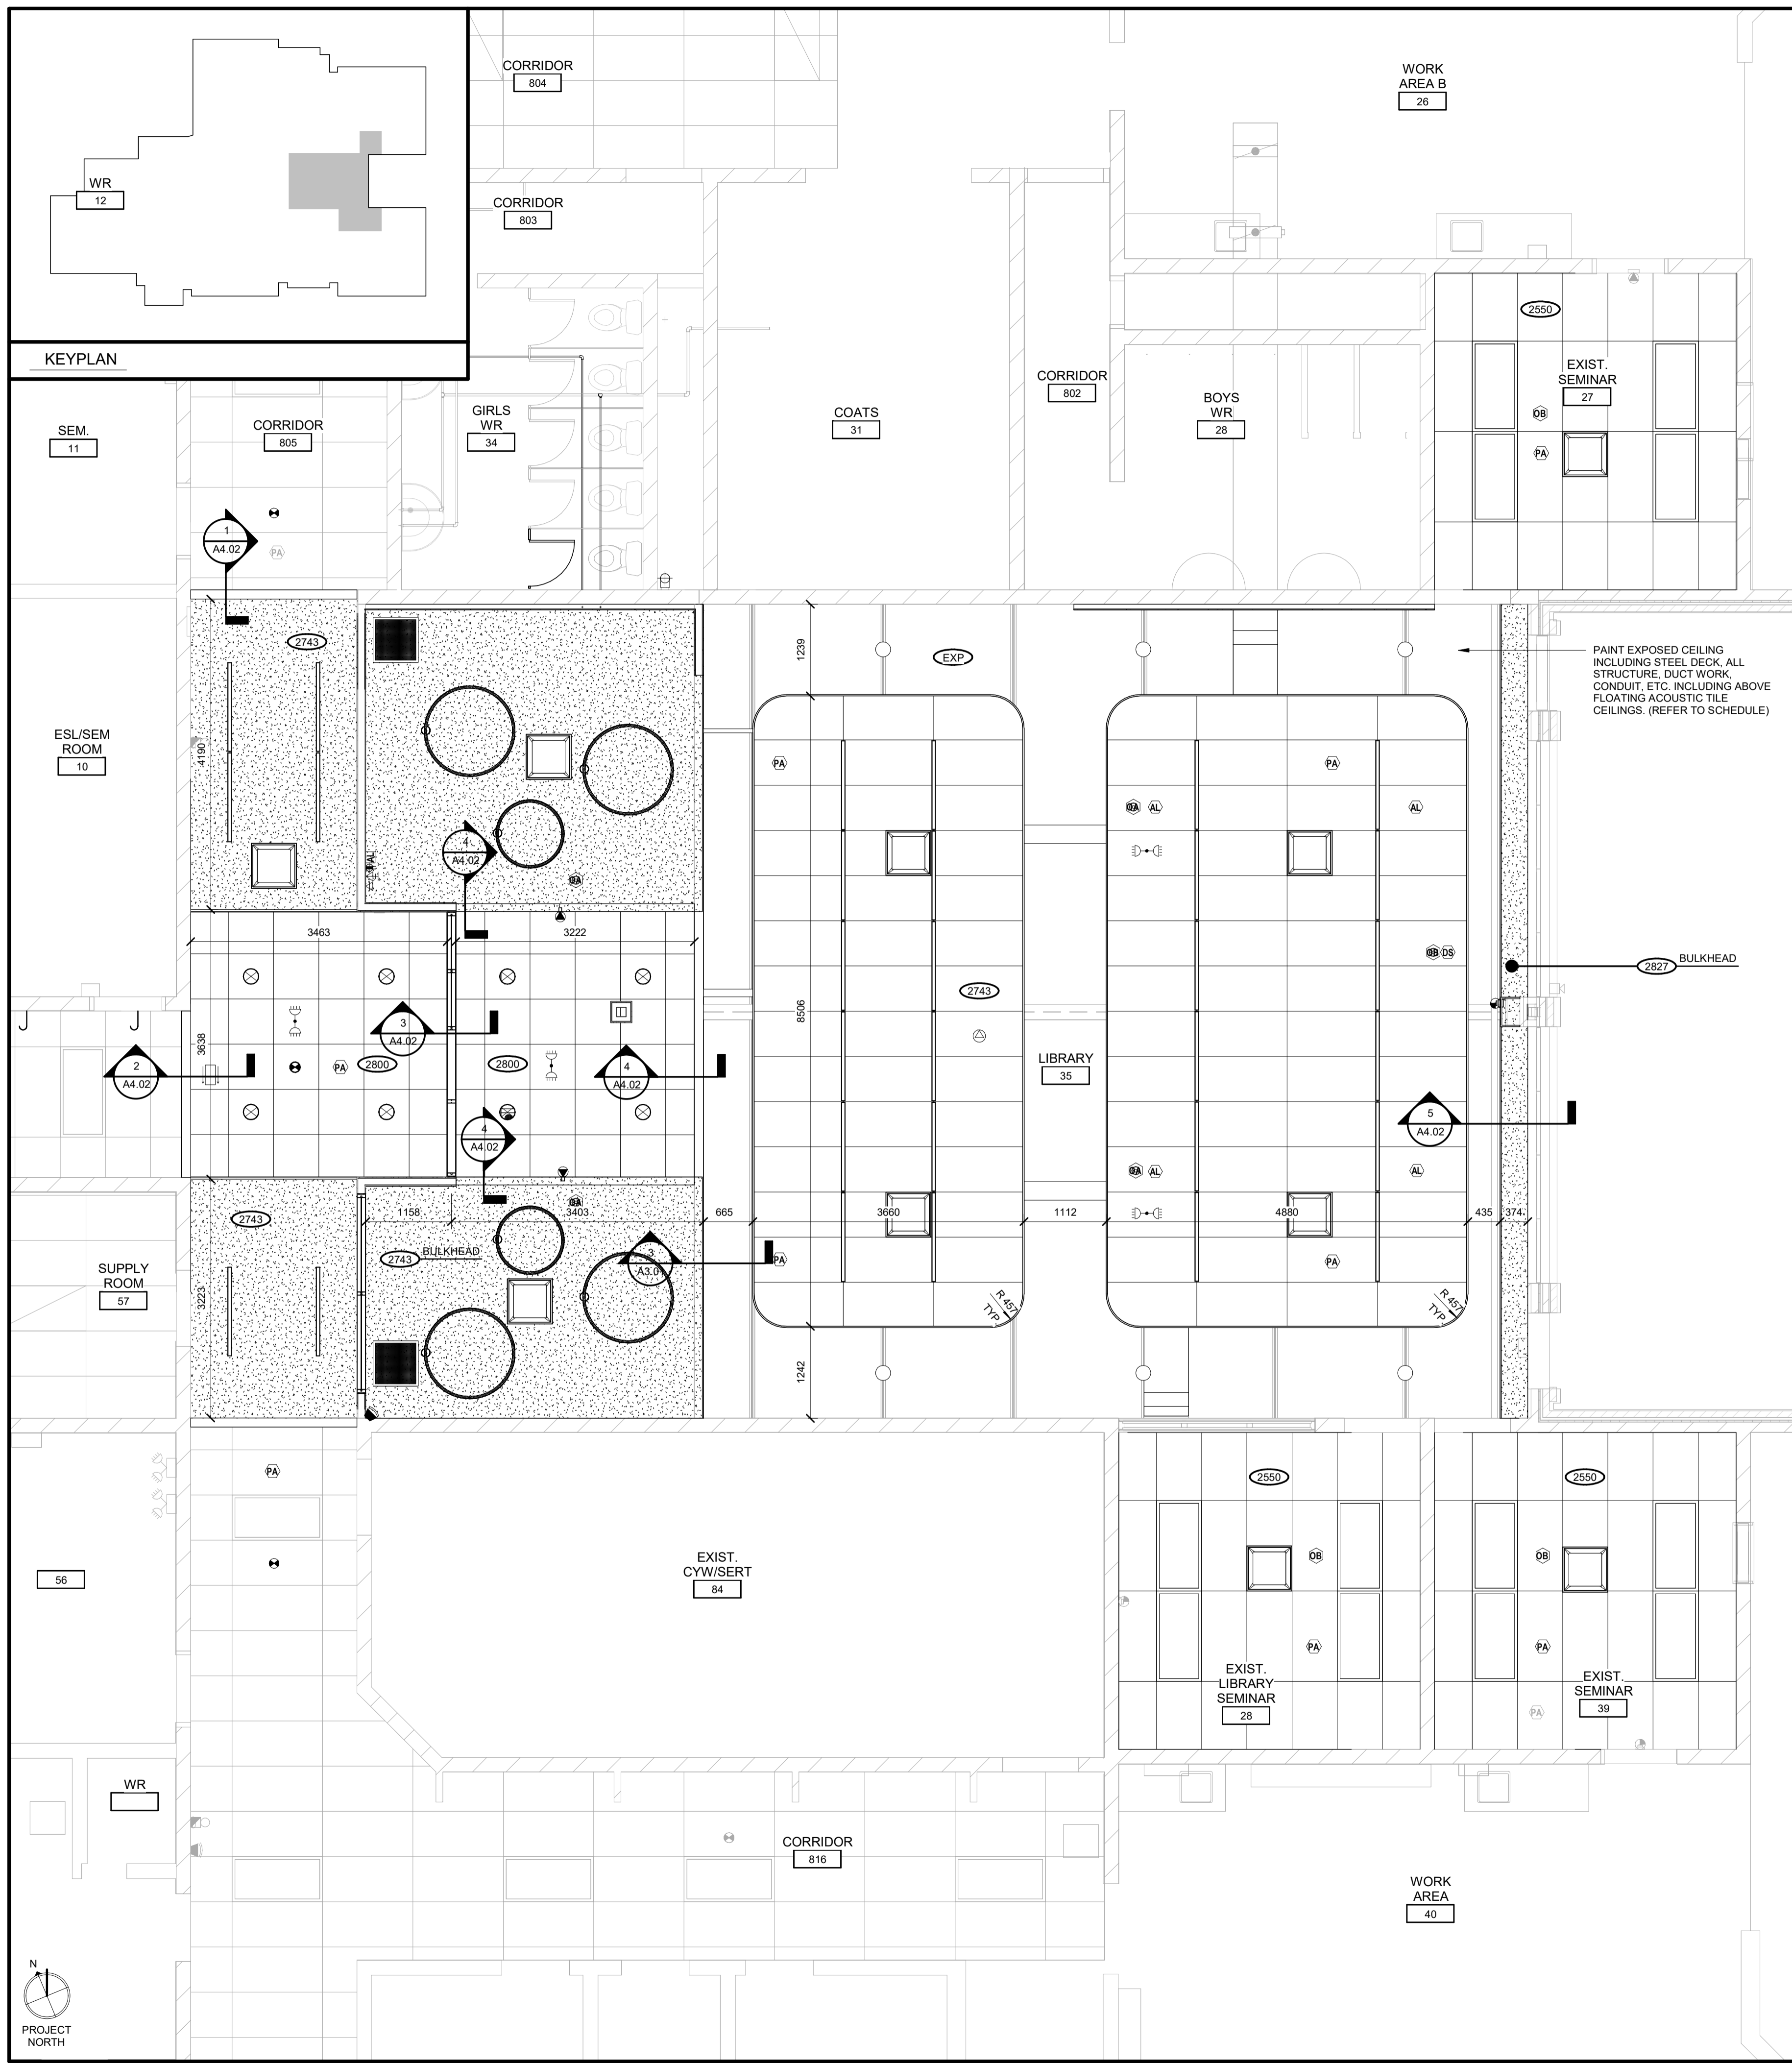 CORRIDOR
804
WORK
AREA B
26
WR
12
CORRIDOR
803
KEYPLAN
2550
EXIST.
SEMINAR
27
OB
PA
SEM.
11
CORRIDOR
805
GIRLS
WR
34
COATS
31
CORRIDOR
802
BOYS
WR
28
1
A4.02
PA
2743
1239
EXP
PAINT EXPOSED CEILING
INCLUDING STEEL DECK, ALL
STRUCTURE, DUCT WORK,
CONDUIT, ETC. INCLUDING ABOVE
FLOATING ACOUSTIC TILE
CEILINGS. (REFER TO SCHEDULE)
ESL/SEM
ROOM
10
4190
PA
PA
AL
AL
4
A4.02
AL
3463
3222
OB
DS
2827
BULKHEAD
2743
8506
3638
3
A4.02
2
A4.02
PA
2800
2800
4
A4.02
LIBRARY
35
4
A4.02
5
A4.02
AL
AL
2743
1158
3403
665
3660
1112
4880
435
374
2743
BULKHEAD
3
A3.01
PA
PA
SUPPLY
ROOM
57
3223
R 457
TYP
R 457
TYP
1242
PA
2550
2550
EXIST.
CYW/SERT
84
56
OB
OB
PA
PA
EXIST.
LIBRARY
SEMINAR
28
EXIST.
SEMINAR
39
PA
WR
CORRIDOR
816
WORK
AREA
40
N
PROJECT
NORTH